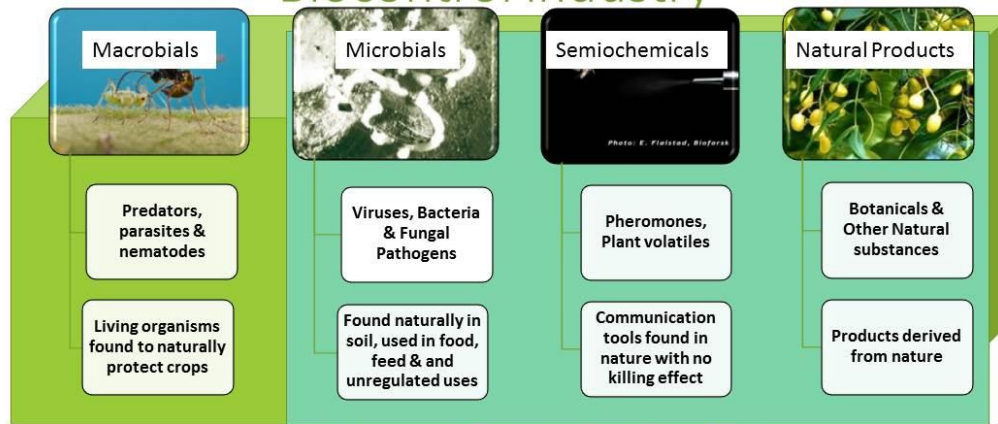 Biocontrol Industry
Macrobials
Microbials
Semiochemicals
Natural Products
Photo: E. Fløistad, Bioforsk
Predators,
parasites &
nematodes
Viruses, Bacteria
& Fungal
Pathogens
Pheromones,
Plant volatiles
Botanicals &
Other Natural
substances
Living organisms
found to naturally
protect crops
Found naturally in
soil, used in food,
feed & and
unregulated uses
Communication
tools found in
nature with no
killing effect
Products derived
from nature